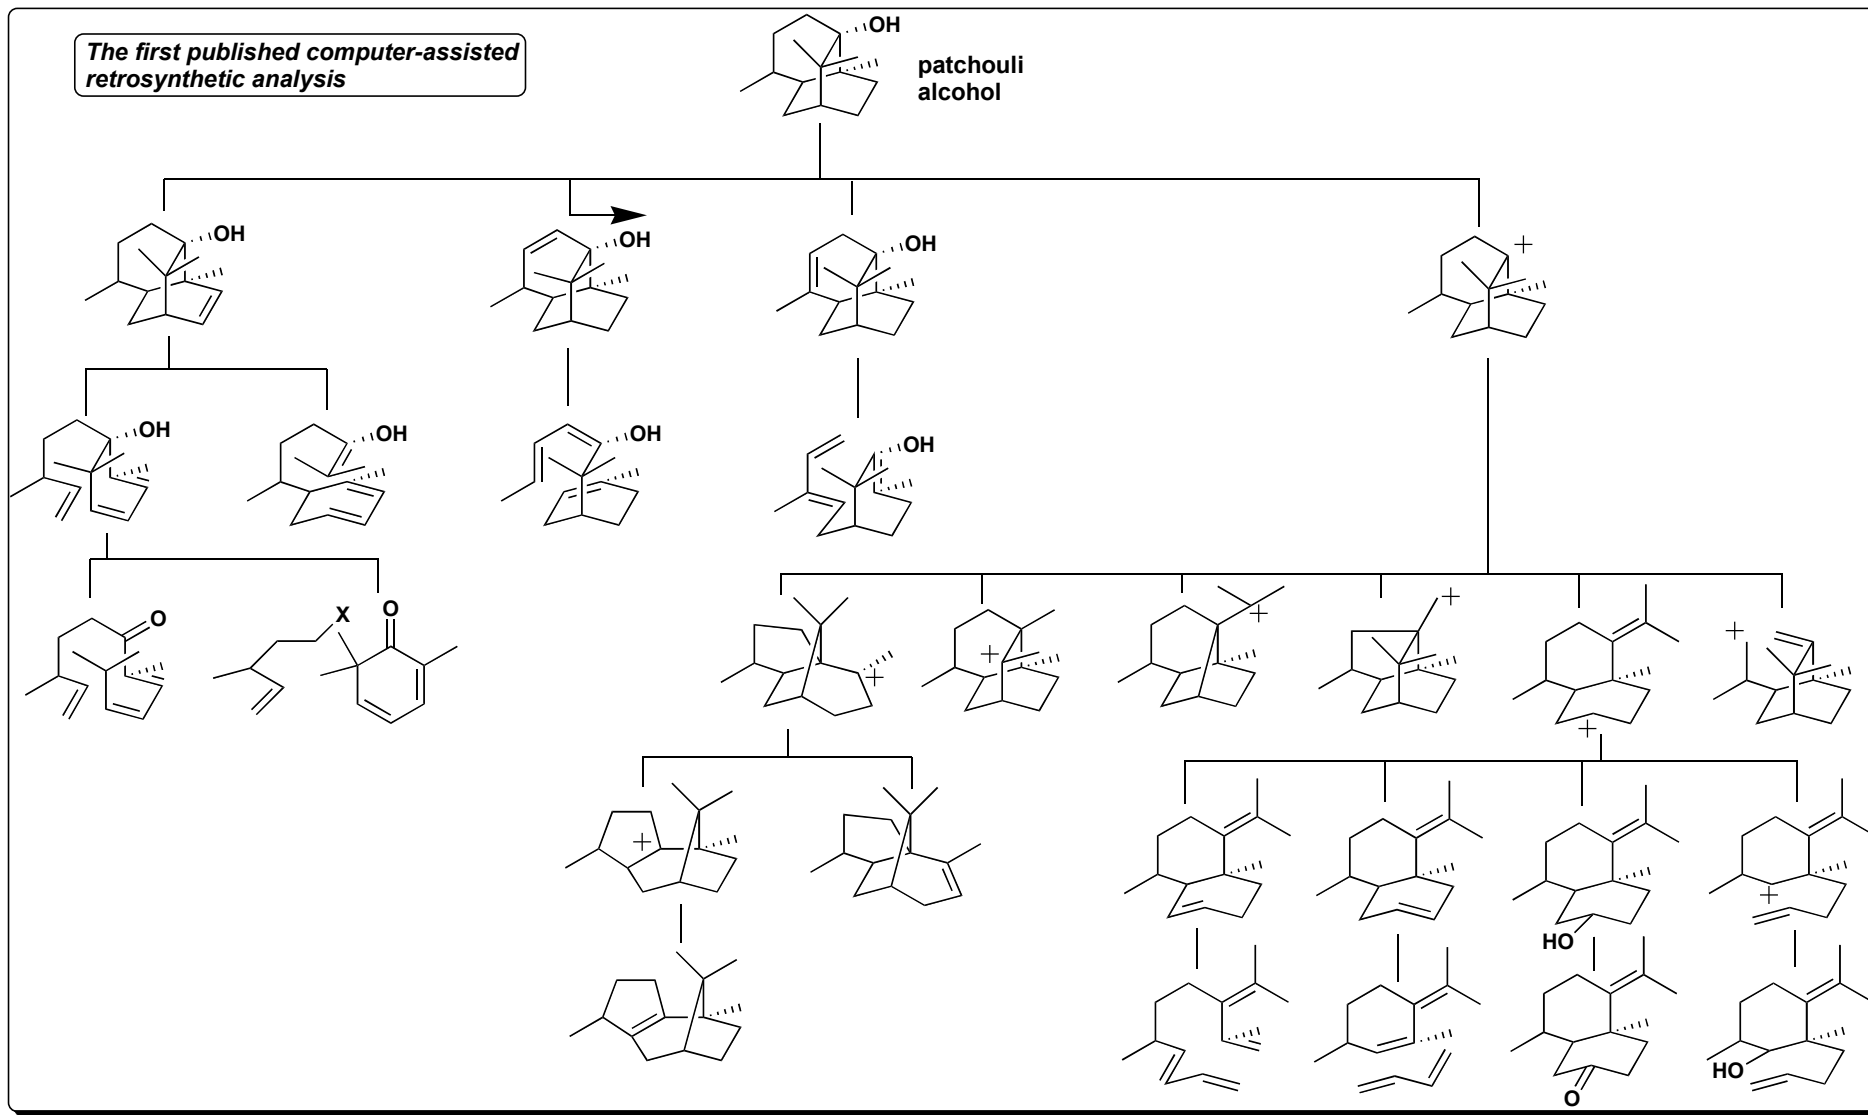 OH
The first published computer-assisted
retrosynthetic analysis
patchouli
alcohol
OH
OH
OH
+
OH
OH
OH
OH
X
O
O
+
+
+
+
+
+
+
+
HO
HO
O